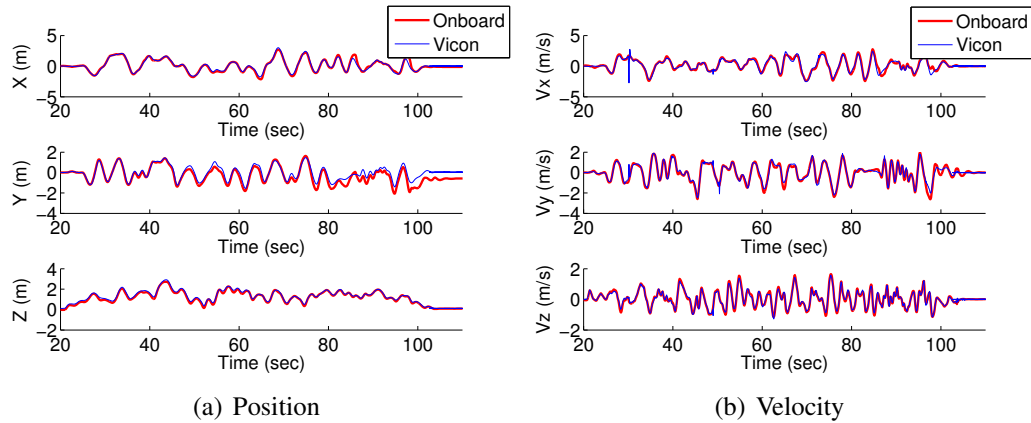 Onboard
Vicon
X (m)
5
0
−5
20 40 60 80 100
Time (sec)
Y (m)
2
0
−2
−4
20 40 60 80 100
Time (sec)
Z (m)
4
2
0
−2
20 40 60 80 100
Time (sec)
(a) Position
Onboard
Vicon
Vx (m/s)
5
0
−5
20 40 60 80 100
Time (sec)
Vy (m/s)
2
0
−2
−4
20 40 60 80 100
Time (sec)
Vz (m/s)
2
0
−2
20 40 60 80 100
Time (sec)
(b) Velocity